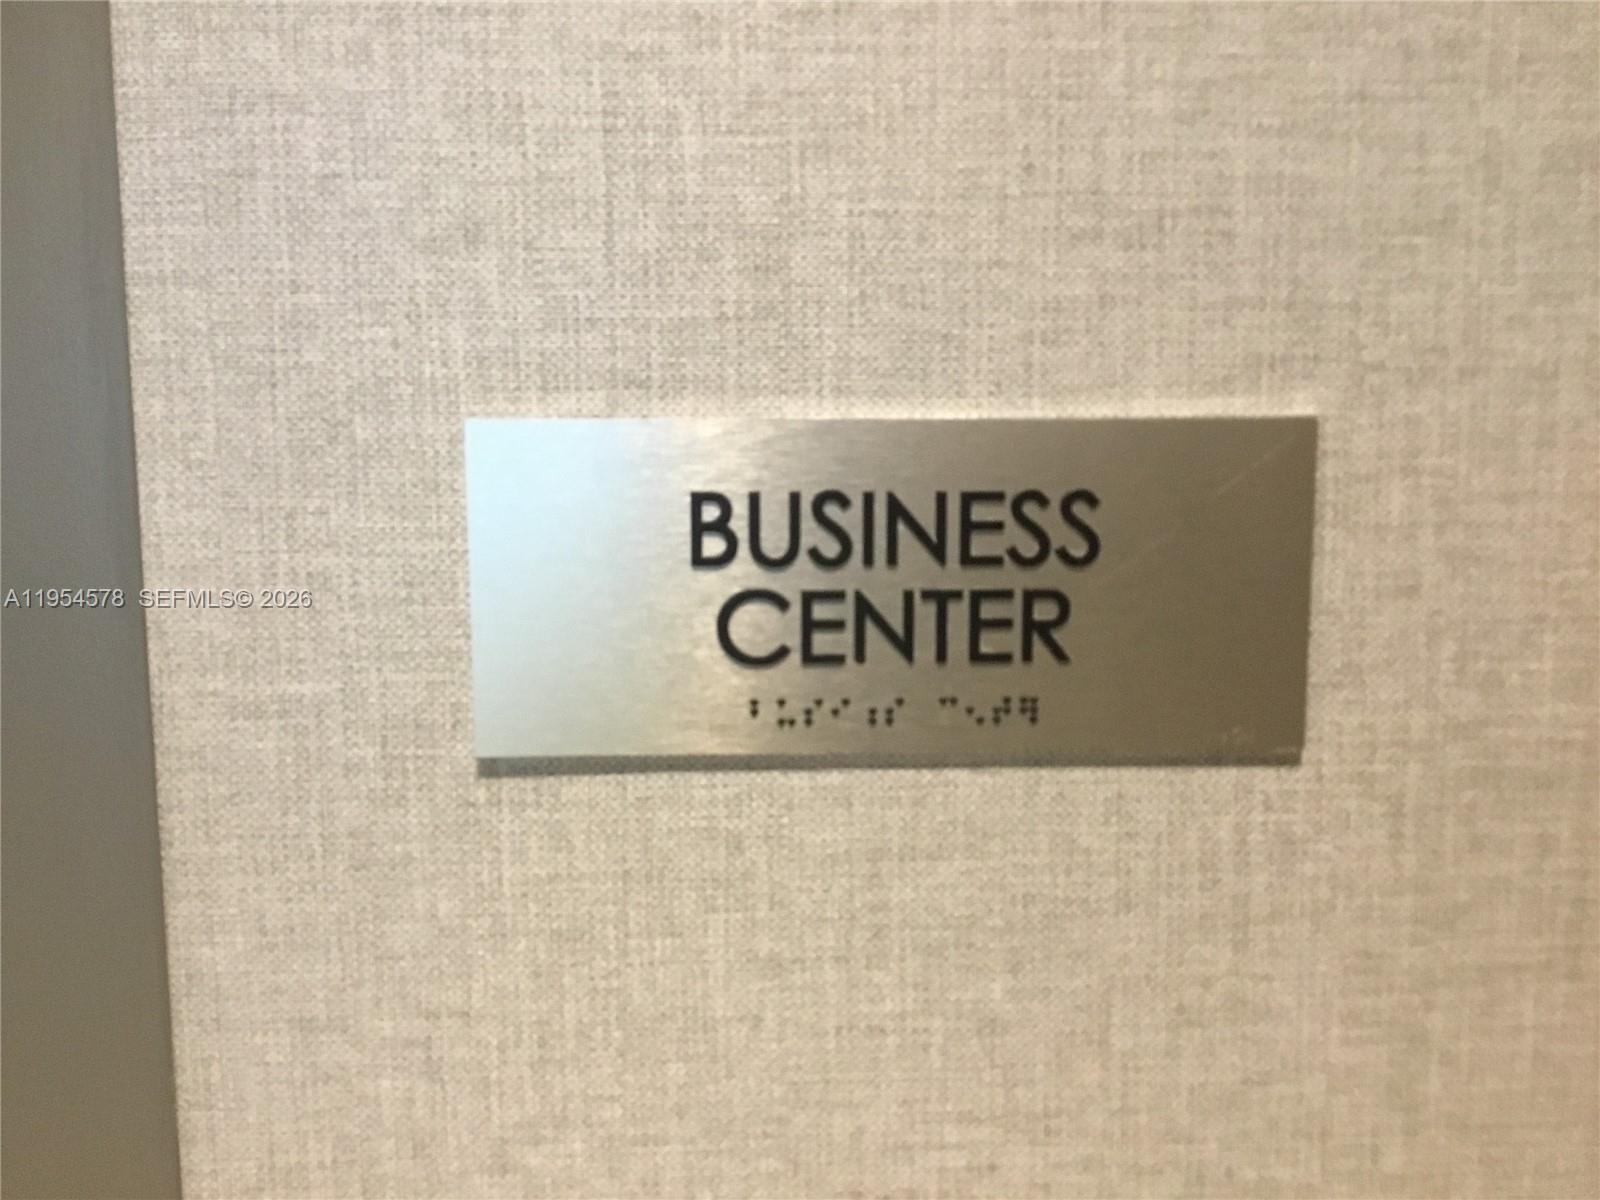 BUSINESS
CENTER
⠃⠥⠎⠊⠰⠎ ⠉⠢⠞⠻
A11954578 SEFMLS© 2026